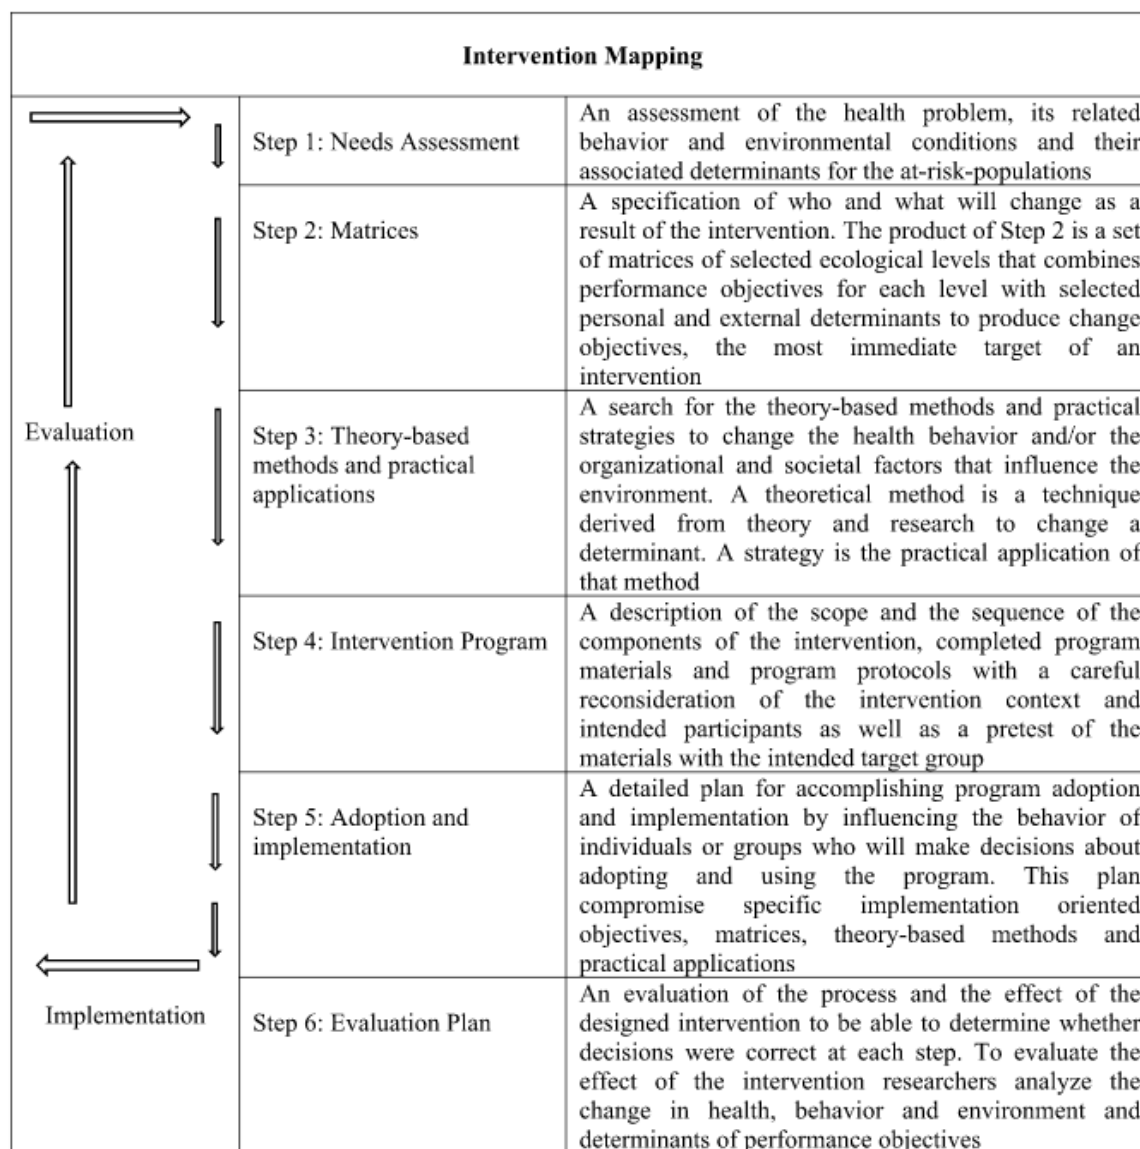 Intervention Mapping
Step 1: Needs Assessment
An assessment of the health problem, its related
behavior and environmental conditions and their
associated determinants for the at-risk-populations
Step 2: Matrices
A specification of who and what will change as a
result of the intervention. The product of Step 2 is a set
of matrices of selected ecological levels that combines
performance objectives for each level with selected
personal and external determinants to produce change
objectives, the most immediate target of an
intervention
Evaluation
Step 3: Theory-based
methods and practical
applications
A search for the theory-based methods and practical
strategies to change the health behavior and/or the
organizational and societal factors that influence the
environment. A theoretical method is a technique
derived from theory and research to change a
determinant. A strategy is the practical application of
that method
Step 4: Intervention Program
A description of the scope and the sequence of the
components of the intervention, completed program
materials and program protocols with a careful
reconsideration of the intervention context and
intended participants as well as a pretest of the
materials with the intended target group
Step 5: Adoption and
implementation
A detailed plan for accomplishing program adoption
and implementation by influencing the behavior of
individuals or groups who will make decisions about
adopting and using the program. This plan
compromise specific implementation oriented
objectives, matrices, theory-based methods and
practical applications
Implementation
Step 6: Evaluation Plan
An evaluation of the process and the effect of the
designed intervention to be able to determine whether
decisions were correct at each step. To evaluate the
effect of the intervention researchers analyze the
change in health, behavior and environment and
determinants of performance objectives